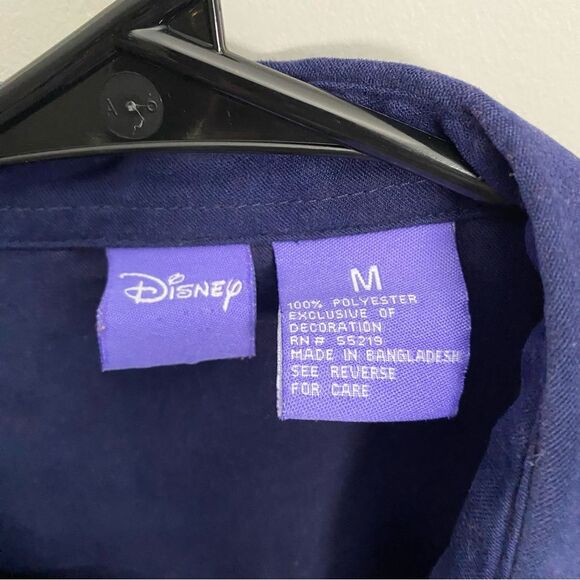 Disney
M
100% POLYESTER
EXCLUSIVE OF
DECORATION
RN# 55219
MADE IN BANGLADESH
SEE REVERSE
FOR CARE